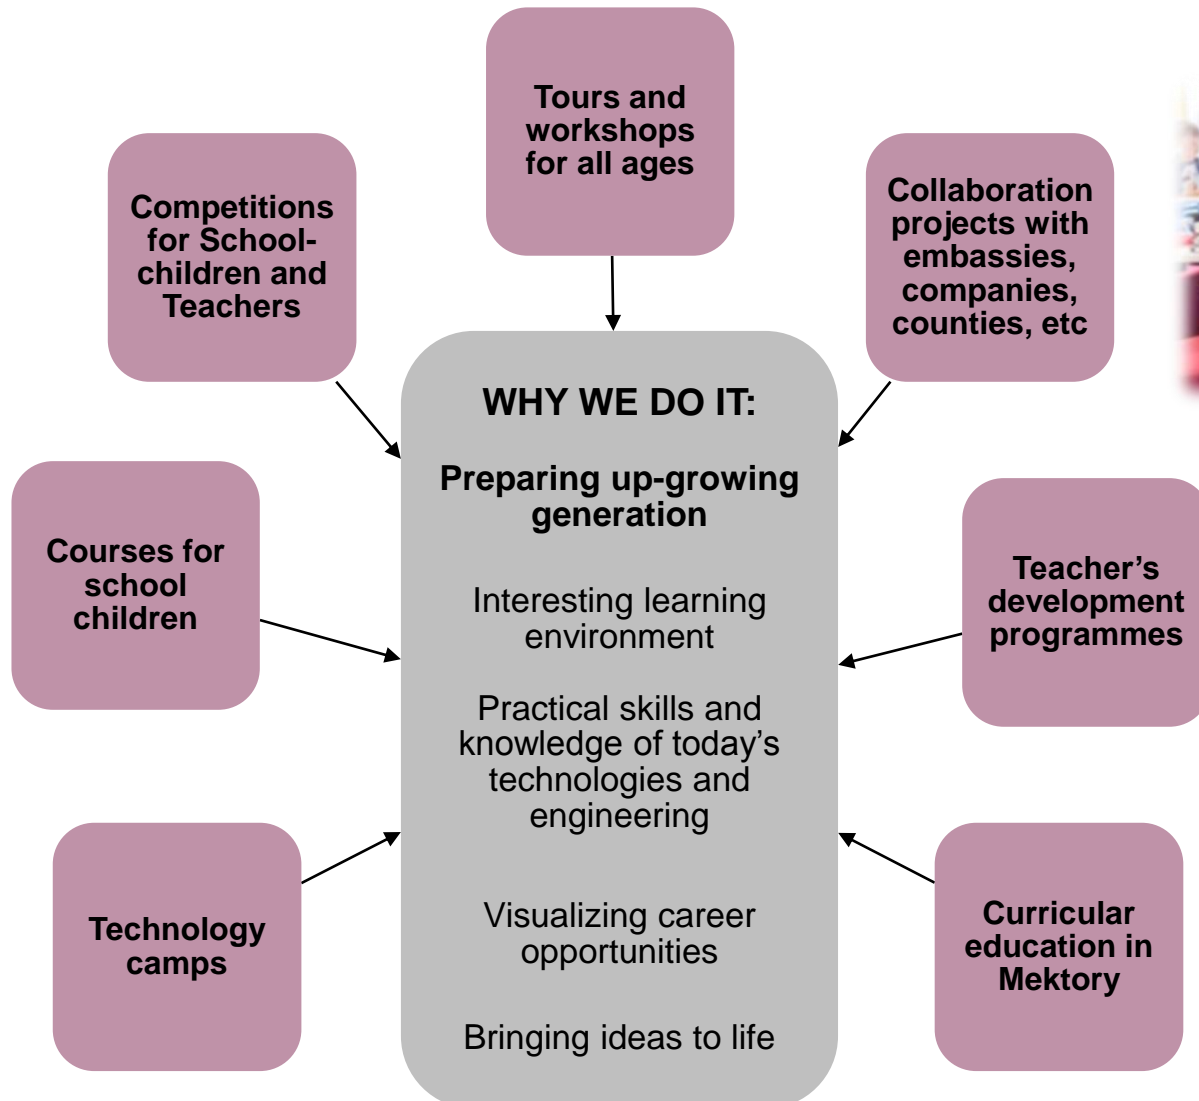 Tours and
workshops
for all ages
Competitions
for School-
children and
Teachers
Collaboration
projects with
embassies,
companies,
counties, etc
WHY WE DO IT:
Preparing up-growing
generation
Interesting learning
environment
Practical skills and
knowledge of today’s
technologies and
engineering
Visualizing career
opportunities
Bringing ideas to life
Courses for
school
children
Teacher’s
development
programmes
Technology
camps
Curricular
education in
Mektory